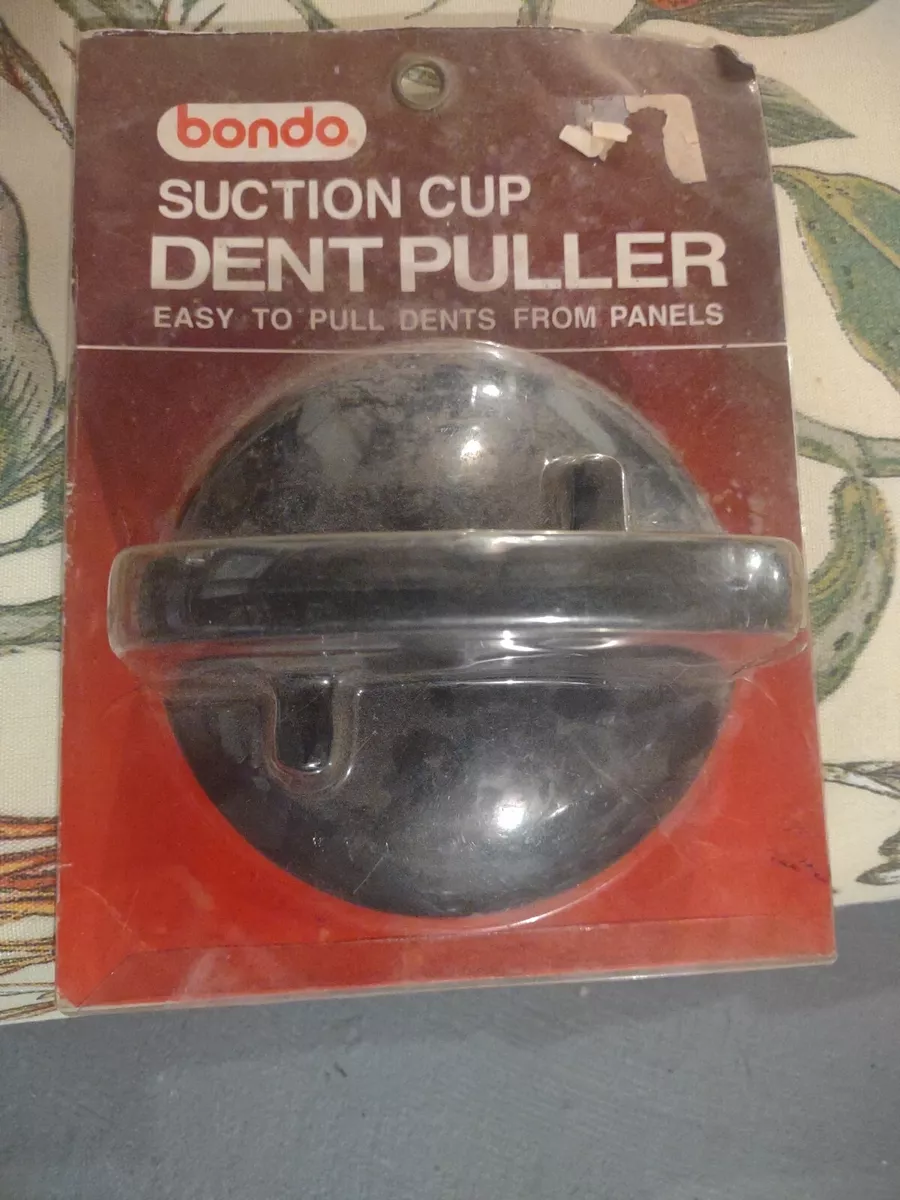 bondo®
SUCTION CUP
DENT PULLER
EASY TO PULL DENTS FROM PANELS